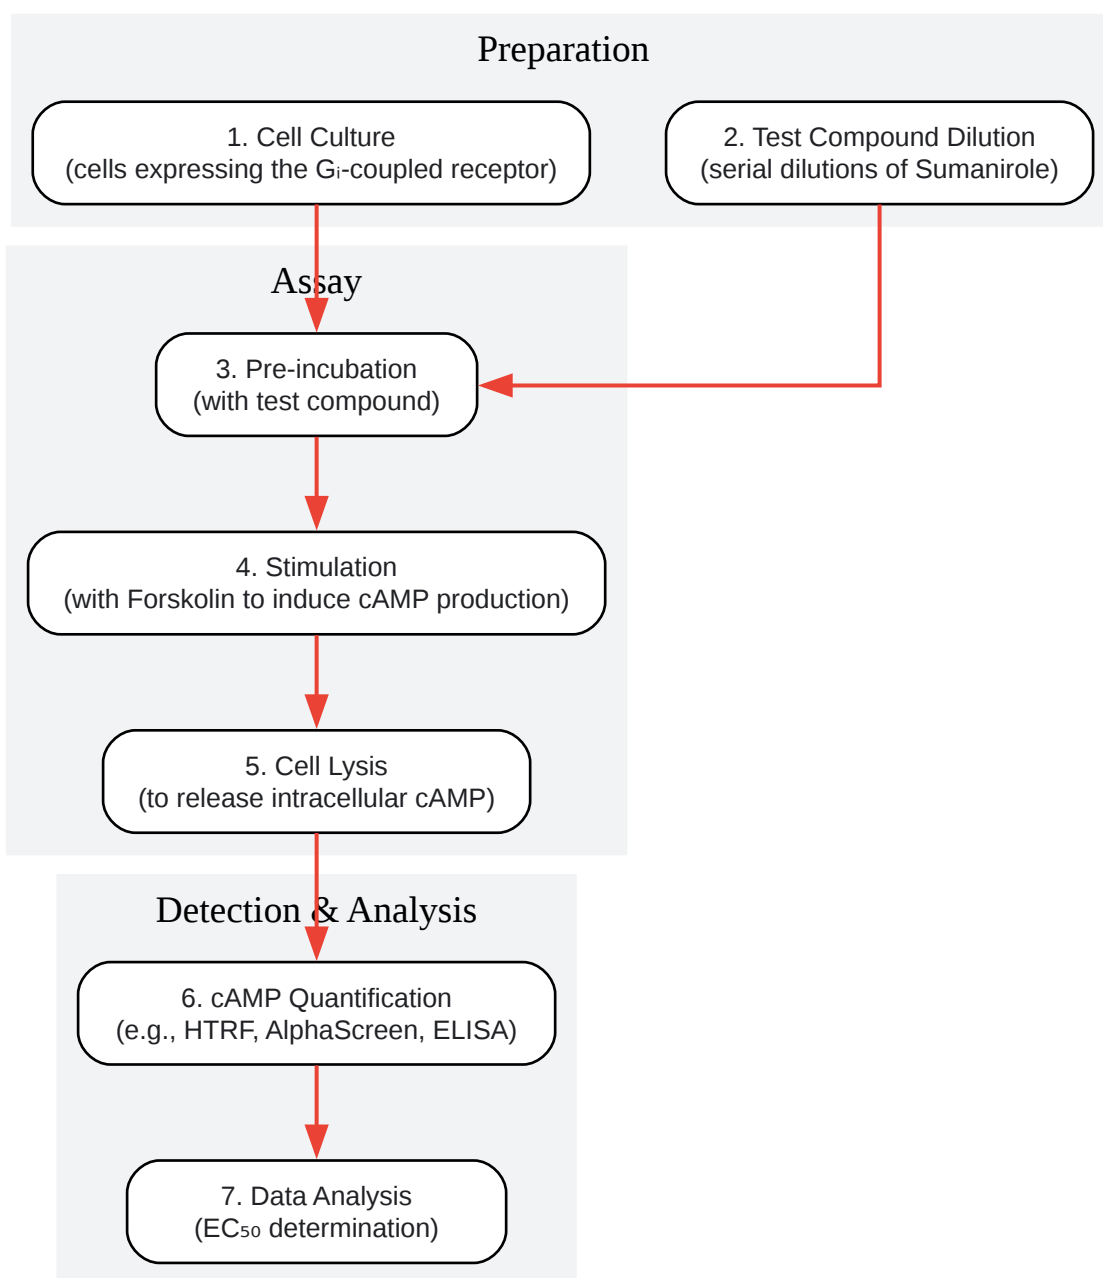 Preparation
1. Cell Culture
(cells expressing the Gᵢ-coupled receptor)
2. Test Compound Dilution
(serial dilutions of Sumanirole)
Assay
3. Pre-incubation
(with test compound)
4. Stimulation
(with Forskolin to induce cAMP production)
5. Cell Lysis
(to release intracellular cAMP)
Detection & Analysis
6. cAMP Quantification
(e.g., HTRF, AlphaScreen, ELISA)
7. Data Analysis
(EC₅₀ determination)